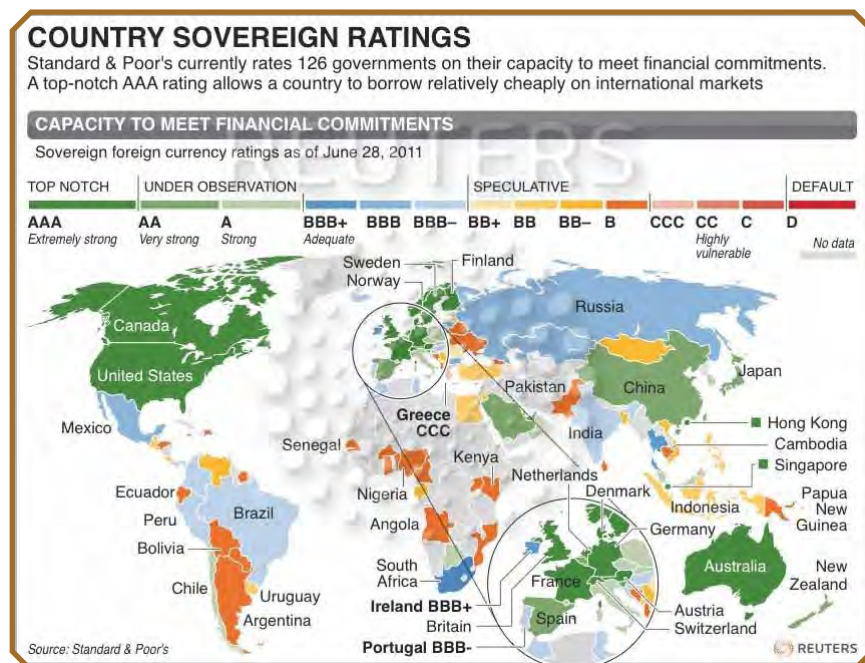 COUNTRY SOVEREIGN RATINGS
Standard & Poor's currently rates 126 governments on their capacity to meet financial commitments.
A top-notch AAA rating allows a country to borrow relatively cheaply on international markets
CAPACITY TO MEET FINANCIAL COMMITMENTS
REUTERS
Sovereign foreign currency ratings as of June 28, 2011
TOP NOTCH UNDER OBSERVATION SPECULATIVE DEFAULT
AAA AA A BBB+ BBB BBB– BB+ BB BB– B CCC CC C D
Extremely strong Very strong Strong Adequate Highly vulnerable No data
Sweden
Finland
Norway
Russia
Canada
United States
Japan
Pakistan
China
Mexico
Greece
CCC
India
Hong Kong
Senegal
Cambodia
Kenya
Singapore
Netherlands
Ecuador
Nigeria
Denmark
Indonesia
Papua
New
Guinea
Peru
Brazil
Angola
Germany
Bolivia
South
Africa
Australia
New
Zealand
Chile
France
Uruguay
Ireland BBB+
Austria
Argentina
Britain
Spain
Switzerland
Portugal BBB-
Source: Standard & Poor's
REUTERS